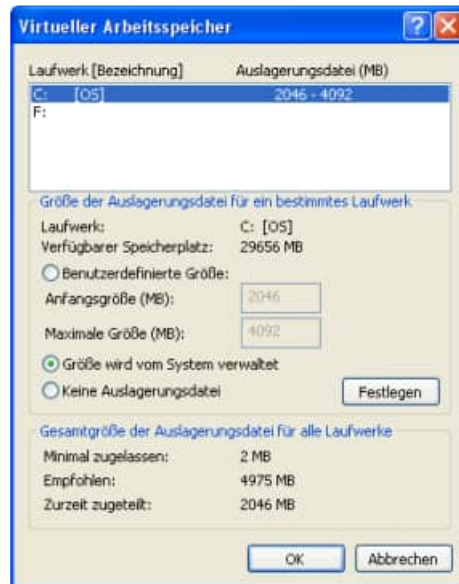 Virtueller Arbeitsspeicher
Laufwerk [Bezeichnung] Auslagerungsdatei (MB)
C: [OS] 2046 - 4092
F:
Größe der Auslagerungsdatei für ein bestimmtes Laufwerk
Laufwerk: C: [OS]
Verfügbarer Speicherplatz: 29656 MB
Benutzerdefinierte Größe:
Anfangsgröße (MB): 2046
Maximale Größe (MB): 4092
Größe wird vom System verwaltet
Keine Auslagerungsdatei Festlegen
Gesamtgröße der Auslagerungsdatei für alle Laufwerke
Minimal zugelassen: 2 MB
Empfohlen: 4975 MB
Zurzeit zugeteilt: 2046 MB
OK Abbrechen